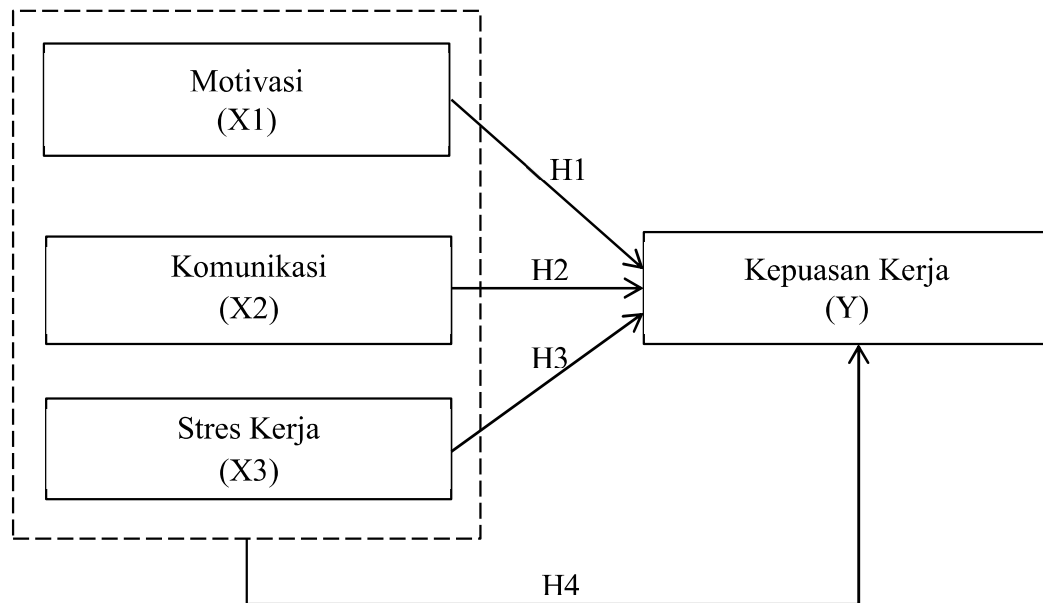 Motivasi
(X1)
H1
Komunikasi
(X2)
H2
Kepuasan Kerja
(Y)
H3
Stres Kerja
(X3)
H4